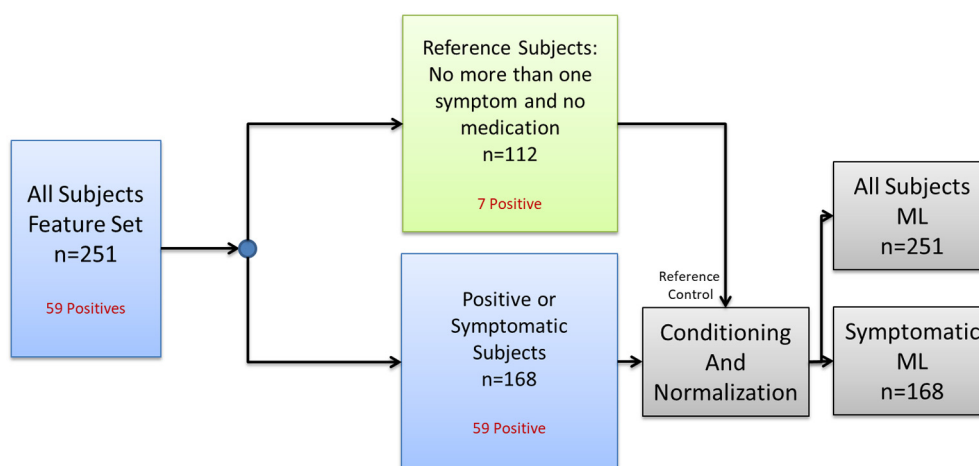 All Subjects
Feature Set
n=251
59 Positives
Reference Subjects:
No more than one
symptom and no
medication
n=112
7 Positive
Positive or
Symptomatic
Subjects
n=168
59 Positive
Reference
Control
Conditioning
And
Normalization
All Subjects
ML
n=251
Symptomatic
ML
n=168